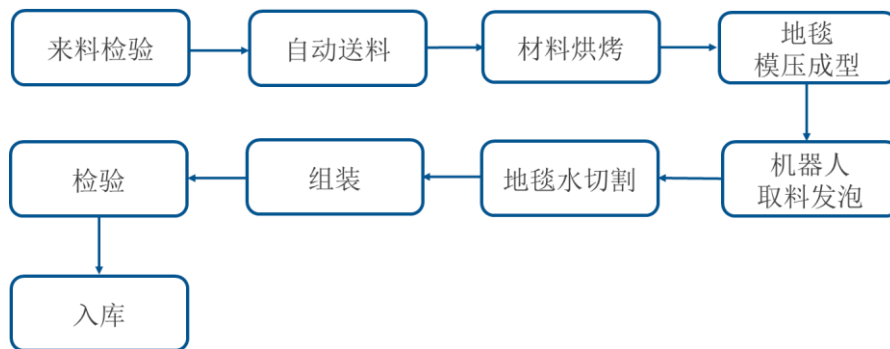 来料检验
自动送料
材料烘烤
地毯
模压成型
机器人
取料发泡
地毯水切割
组装
检验
入库